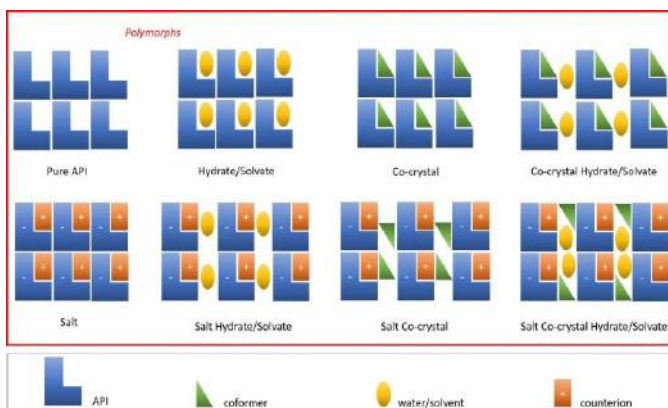 Polymorphs
Pure API
Hydrate/Solvate
Co-crystal
Co-crystal Hydrate/Solvate
- + - + - +
- + - + - +
- + - + - +
- + - + - +
- + - + - +
- + - + - +
- + - + - +
- + - + - +
Salt
Salt Hydrate/Solvate
Salt Co-crystal
Salt Co-crystal Hydrate/Solvate
API
coformer
water/solvent
+
counterion